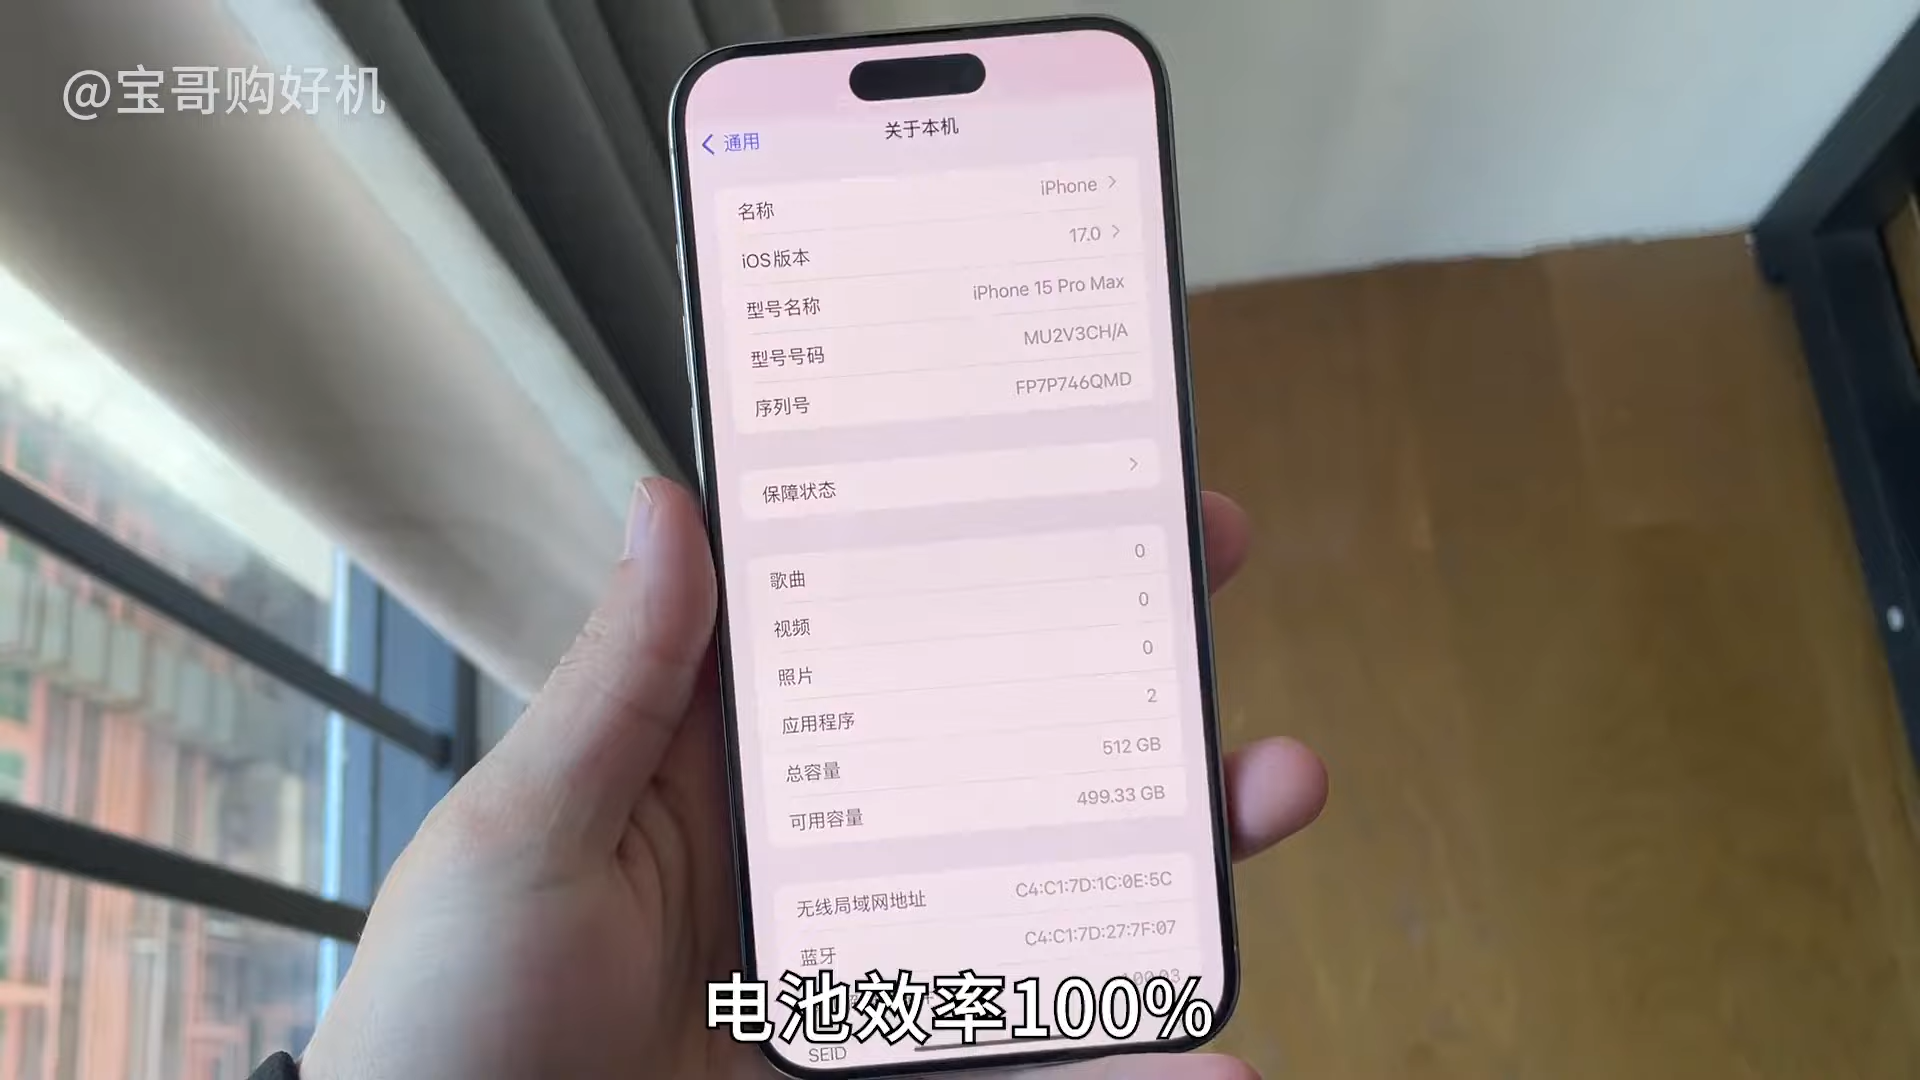 @宝哥购好机
通用
关于本机
名称 iPhone
iOS版本 17.0
型号名称 iPhone 15 Pro Max
型号号码 MU2V3CH/A
序列号 FP7P746QMD
保障状态
歌曲 0
视频 0
照片 0
应用程序 2
总容量 512 GB
可用容量 499.33 GB
无线局域网地址 C4:C1:7D:1C:0E:5C
蓝牙 C4:C1:7D:27:7F:07
电池效率100%
SEID